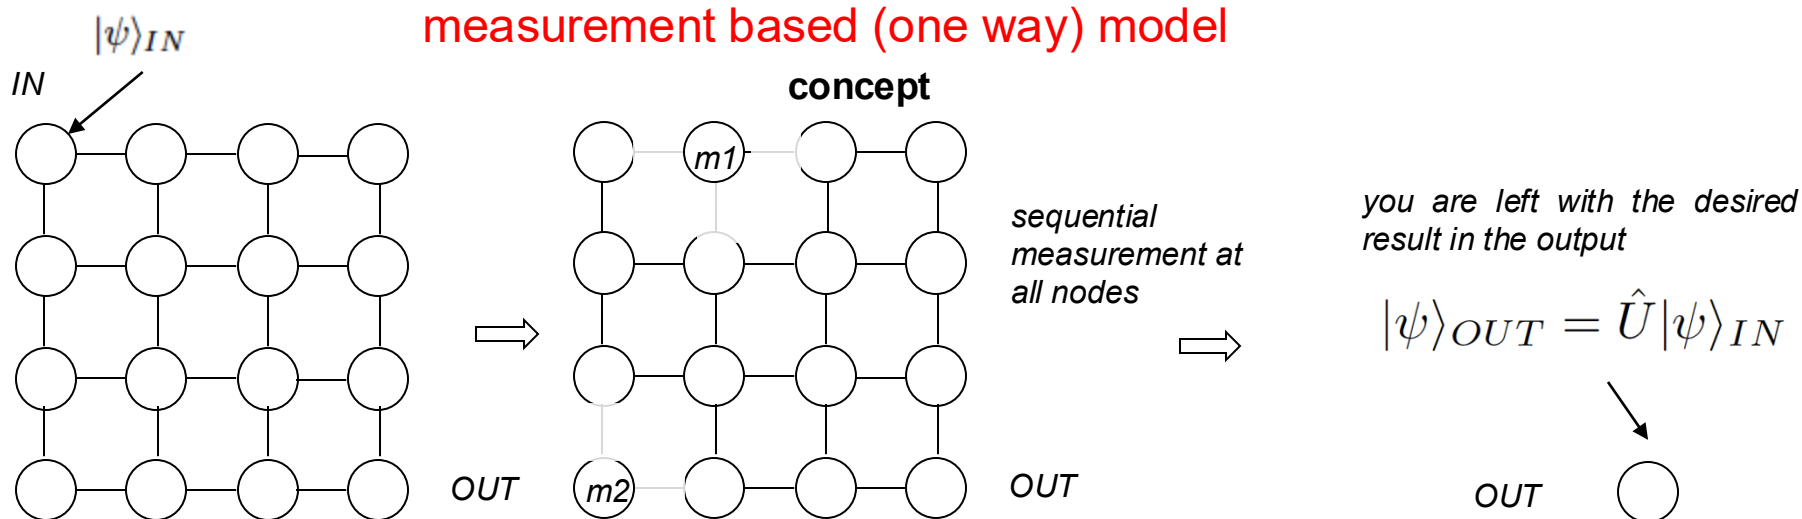 measurement based (one way) model
|ψ⟩IN
IN
concept
m1
m2
OUT
sequential
measurement at
all nodes
OUT
you are left with the desired
result in the output
|ψ⟩OUT = Û|ψ⟩IN
OUT